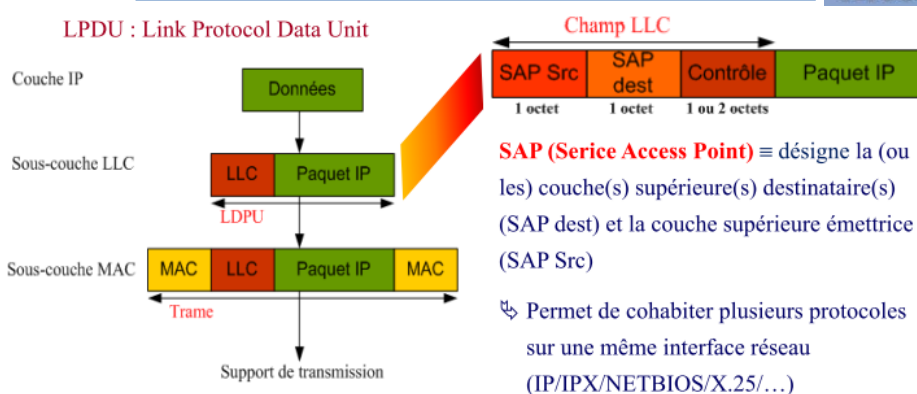 LPDU : Link Protocol Data Unit
Couche IP
Données
Sous-couche LLC
LLC
Paquet IP
LDPU
Sous-couche MAC
MAC
LLC
Paquet IP
MAC
Trame
Support de transmission
Champ LLC
SAP Src
SAP
dest
Contrôle
Paquet IP
1 octet
1 octet
1 ou 2 octets
SAP (Serice Access Point) ≡ désigne la (ou
les) couche(s) supérieure(s) destinataire(s)
(SAP dest) et la couche supérieure émettrice
(SAP Src)
↳ Permet de cohabiter plusieurs protocoles
sur une même interface réseau
(IP/IPX/NETBIOS/X.25/…)